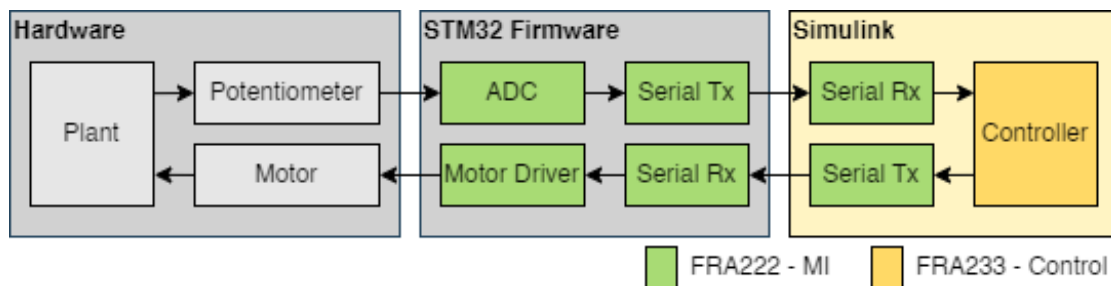 Hardware
STM32 Firmware
Simulink
Plant
Potentiometer
ADC
Serial Tx
Serial Rx
Controller
Motor
Motor Driver
Serial Rx
Serial Tx
FRA222 - MI
FRA233 - Control